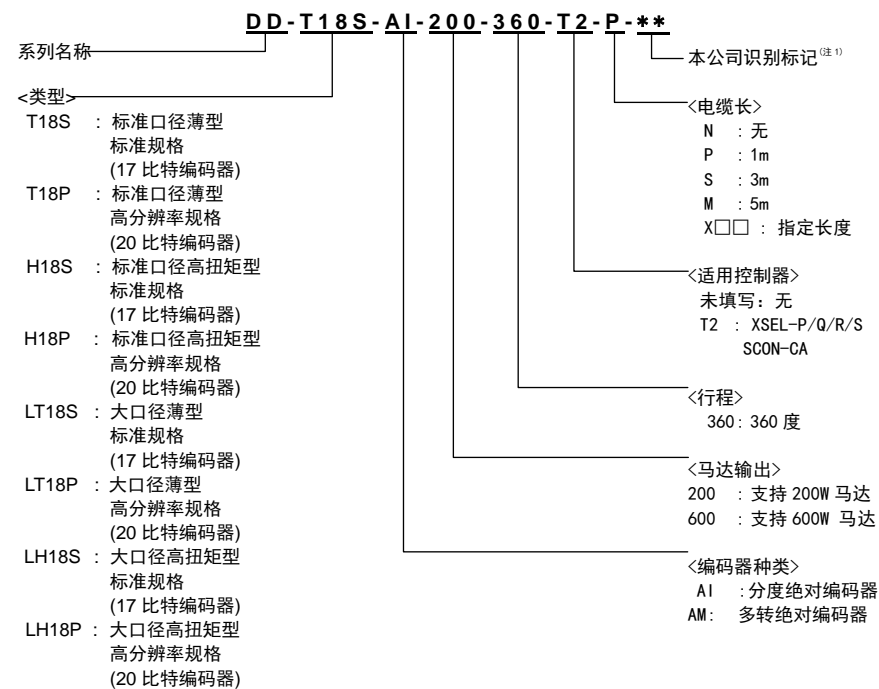 DD-T18S-AI-200-360-T2-P-**
系列名称
<类型>
T18S : 标准口径薄型
标准规格
(17 比特编码器)
T18P : 标准口径薄型
高分辨率规格
(20 比特编码器)
H18S : 标准口径高扭矩型
标准规格
(17 比特编码器)
H18P : 标准口径高扭矩型
高分辨率规格
(20 比特编码器)
LT18S : 大口径薄型
标准规格
(17 比特编码器)
LT18P : 大口径薄型
高分辨率规格
(20 比特编码器)
LH18S : 大口径高扭矩型
标准规格
(17 比特编码器)
LH18P : 大口径高扭矩型
高分辨率规格
(20 比特编码器)
本公司识别标记(注 1)
<电缆长>
N : 无
P : 1m
S : 3m
M : 5m
X□□ : 指定长度
<适用控制器>
未填写: 无
T2 : XSEL-P/Q/R/S
SCON-CA
<行程>
360: 360 度
<马达输出>
200 : 支持 200W 马达
600 : 支持 600W 马达
<编码器种类>
AI :分度绝对编码器
AM: 多转绝对编码器